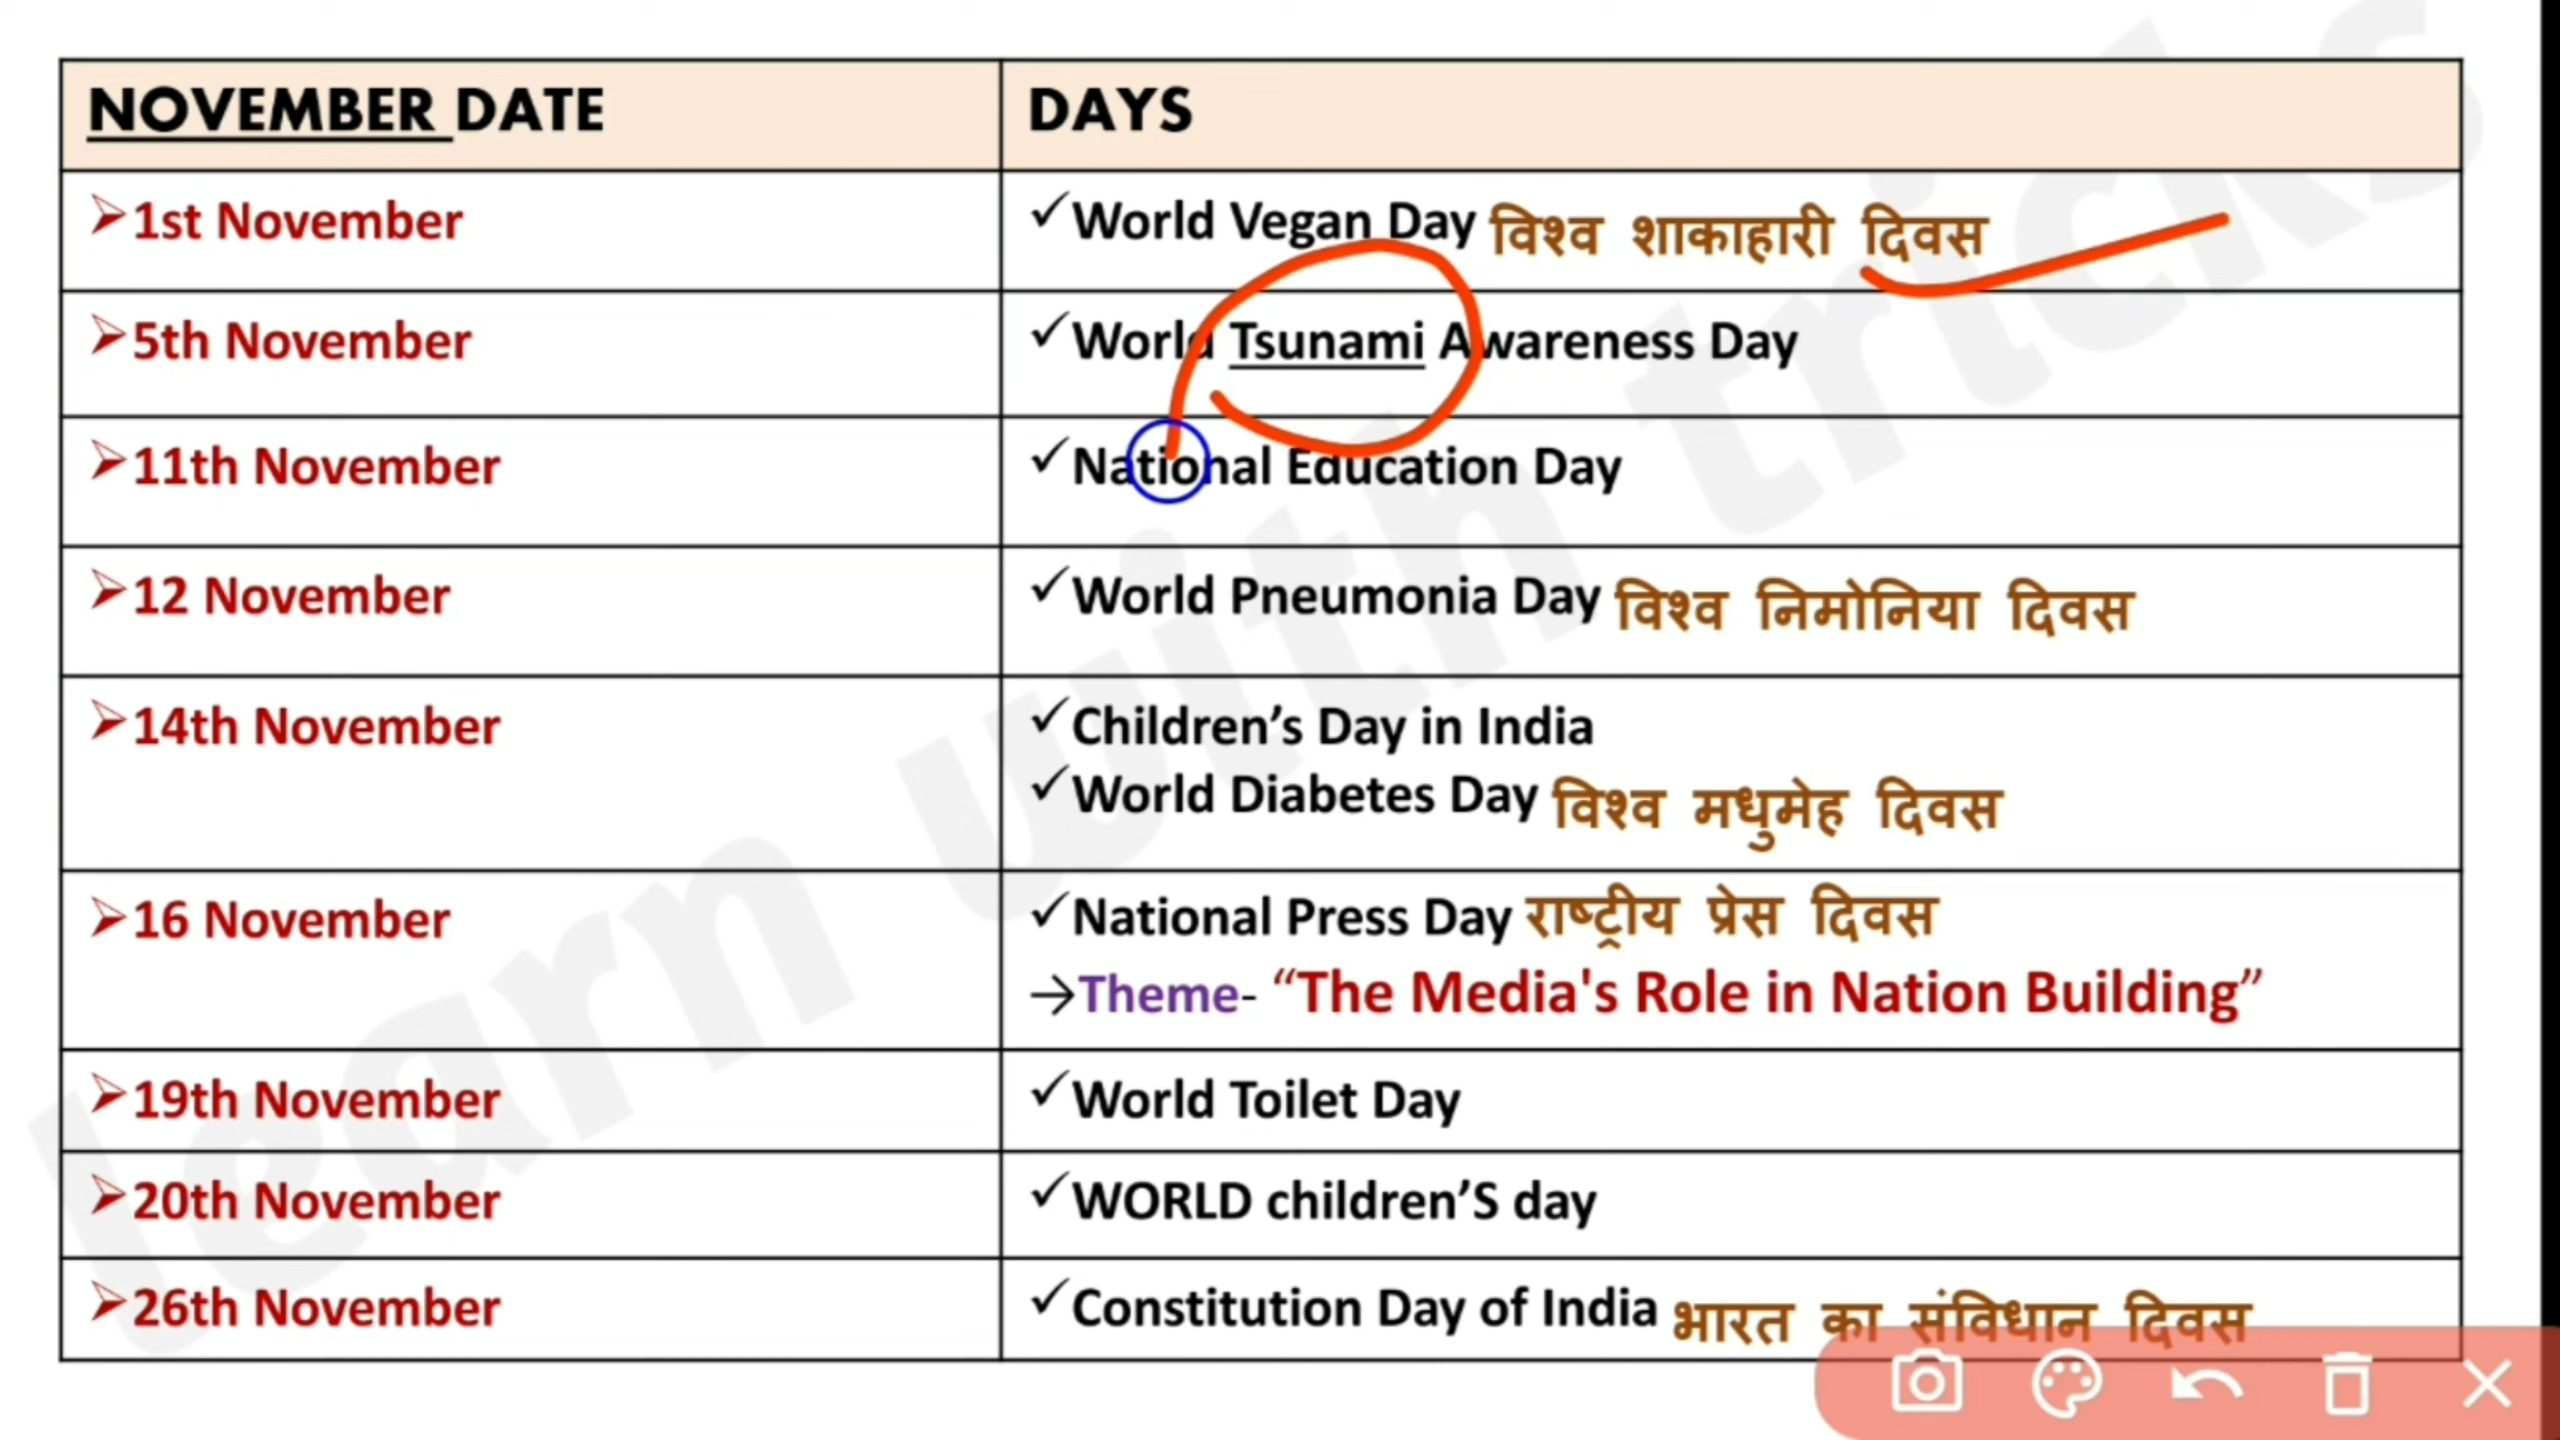 NOVEMBER DATE DAYS
➢1st November ✓World Vegan Day विश्व शाकाहारी दिवस
➢5th November ✓World Tsunami Awareness Day
➢11th November ✓National Education Day
➢12 November ✓World Pneumonia Day विश्व निमोनिया दिवस
➢14th November ✓Children’s Day in India
✓World Diabetes Day विश्व मधुमेह दिवस
➢16 November ✓National Press Day राष्ट्रीय प्रेस दिवस
→Theme- “The Media's Role in Nation Building”
➢19th November ✓World Toilet Day
➢20th November ✓WORLD children’S day
➢26th November ✓Constitution Day of India भारत का संविधान दिवस
learn with tricks